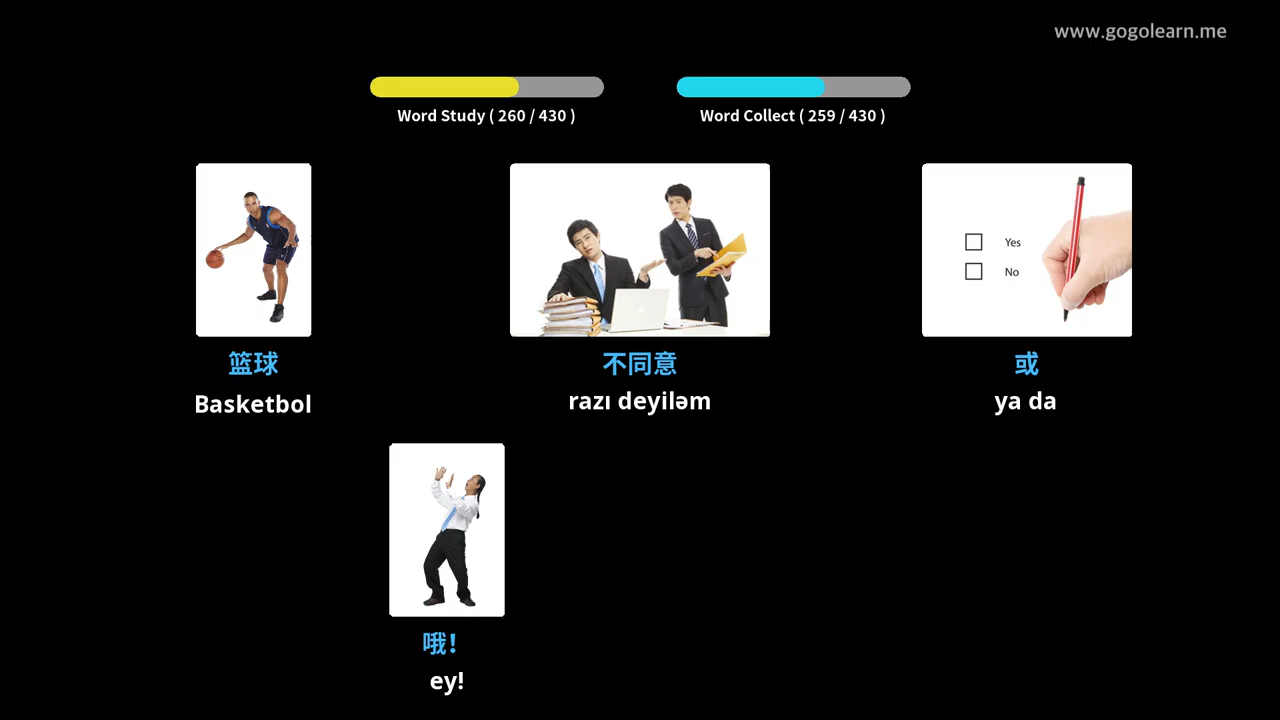 www.gogolearn.me
Word Study ( 260 / 430 )
Word Collect ( 259 / 430 )
Yes
No
篮球
不同意
或
Basketbol
razı deyiləm
ya da
哦!
ey!